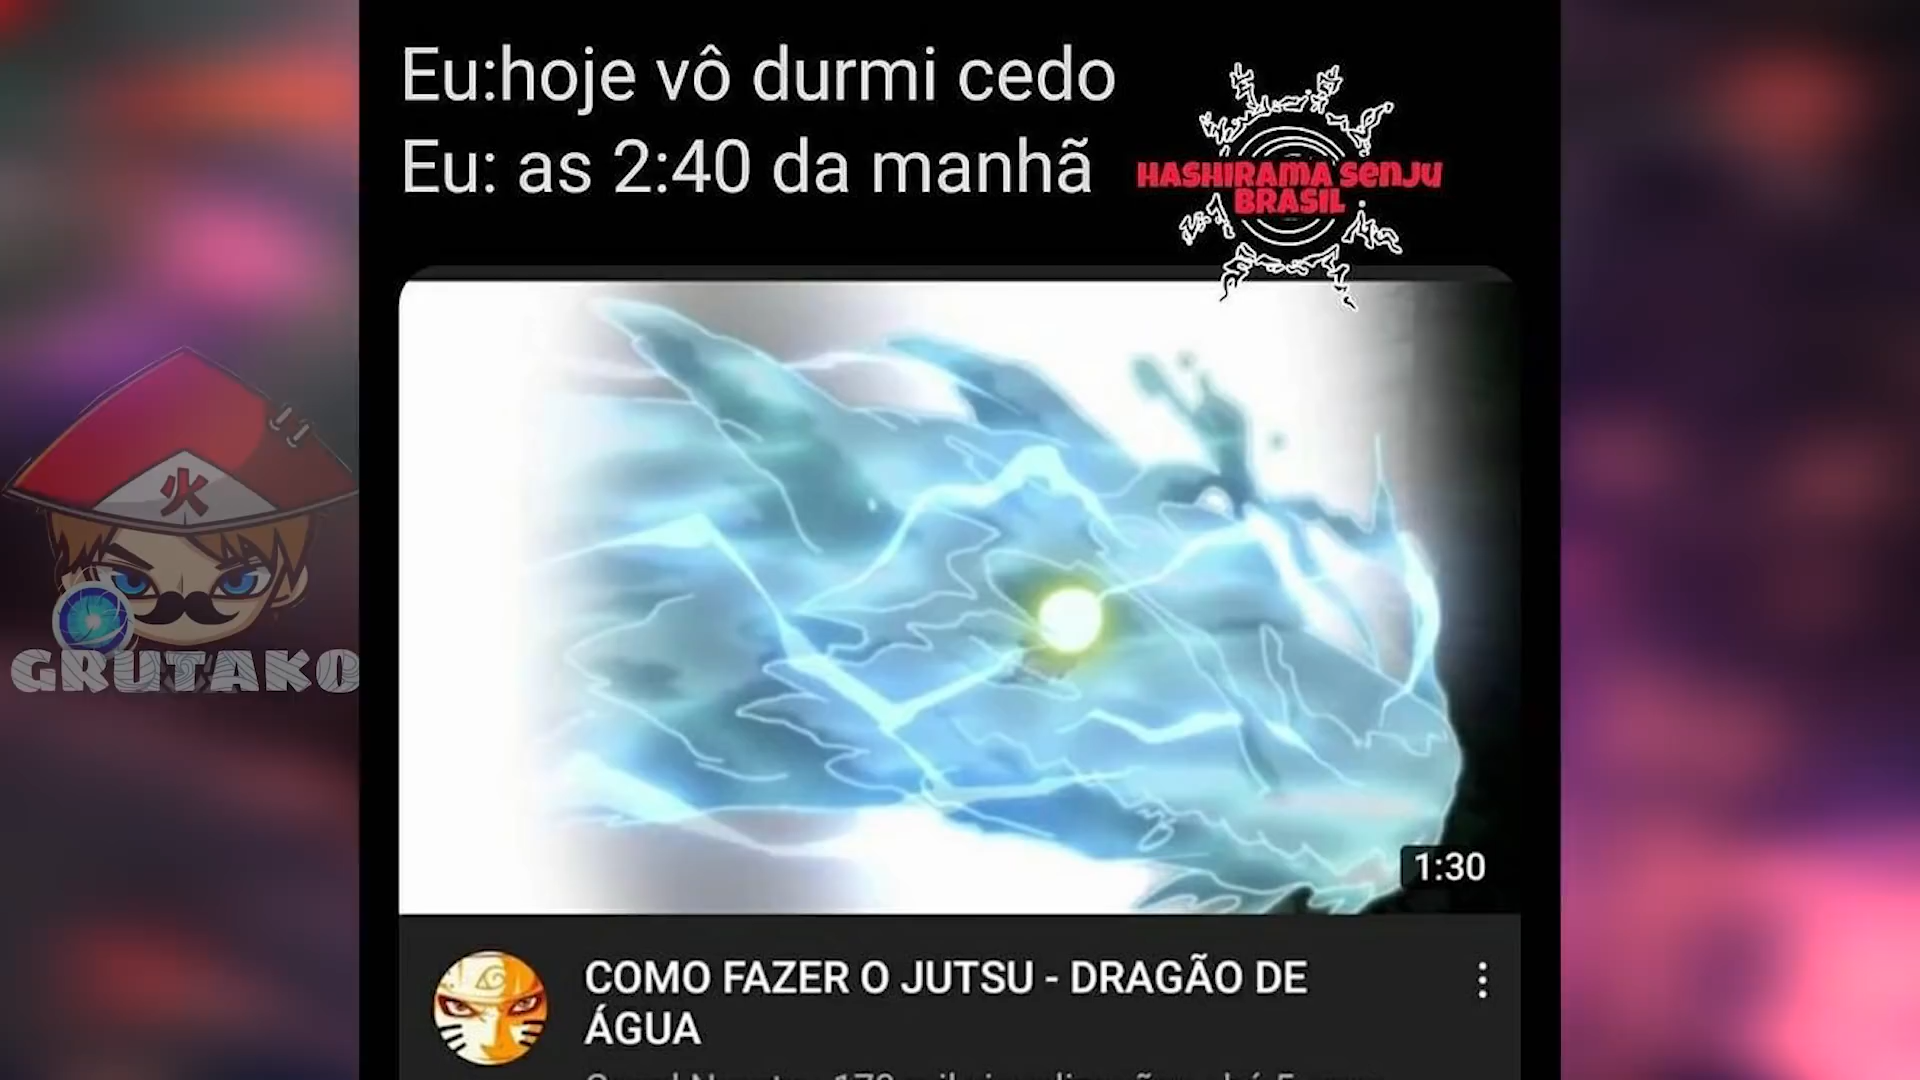 Eu:hoje vô durmi cedo
Eu: as 2:40 da manhã
HASHIRAMA SENJU
BRASIL
火
GRUTAKO
1:30
COMO FAZER O JUTSU - DRAGÃO DE
ÁGUA